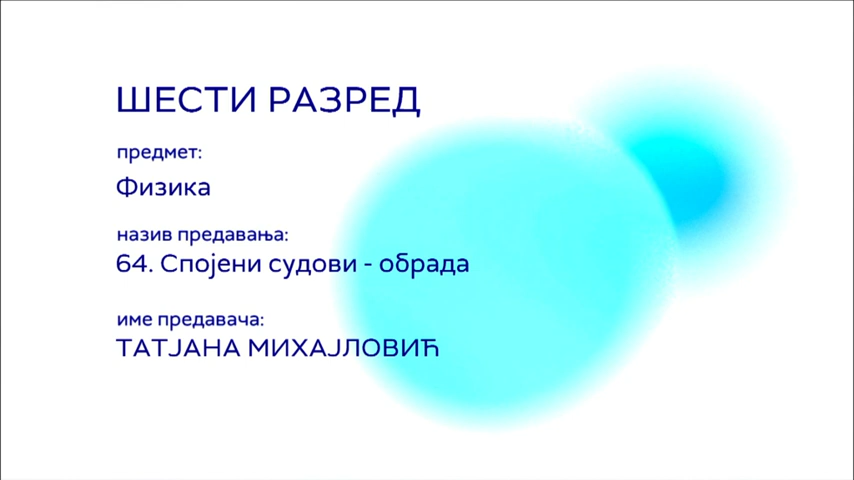 ШЕСТИ РАЗРЕД
предмет:
Физика
назив предавања:
64. Спојени судови - обрада
име предавача:
ТАТЈАНА МИХАЈЛОВИЋ